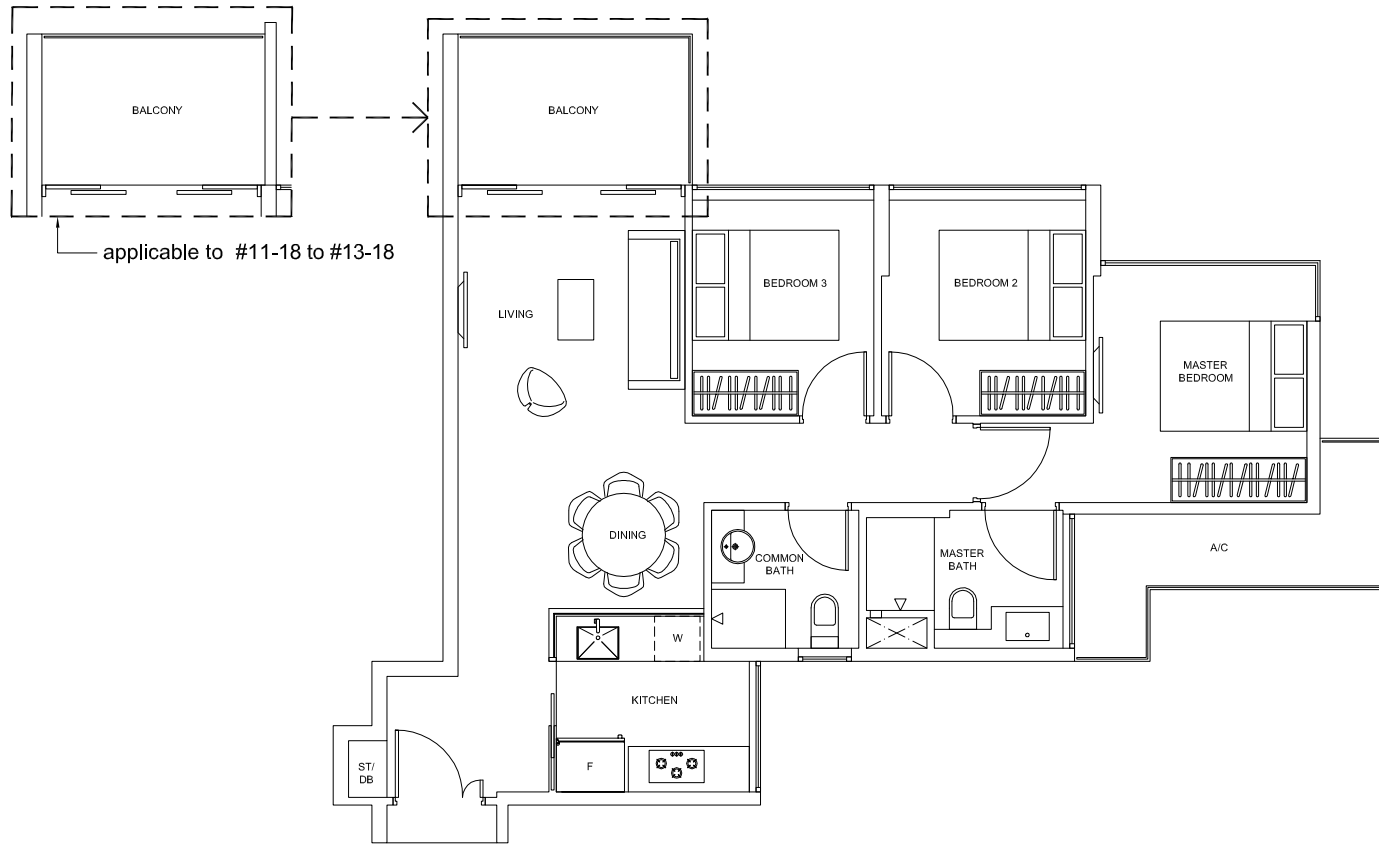 BALCONY
BALCONY
applicable to #11-18 to #13-18
BEDROOM 3
BEDROOM 2
LIVING
MASTER
BEDROOM
DINING
COMMON
BATH
MASTER
BATH
A/C
W
KITCHEN
ST/
DB
F